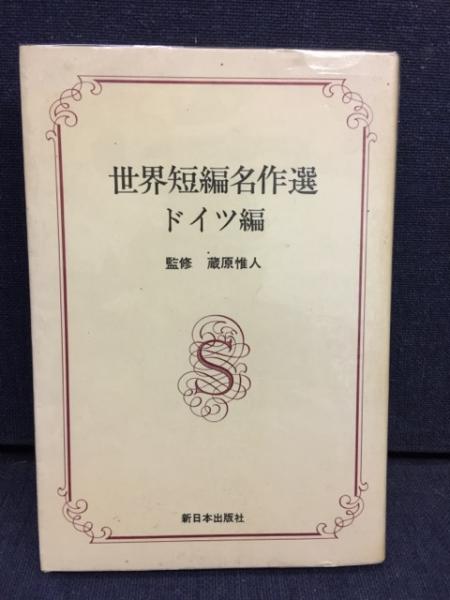 世界短編名作選
ドイツ編
監修 蔵原惟人
S
新日本出版社